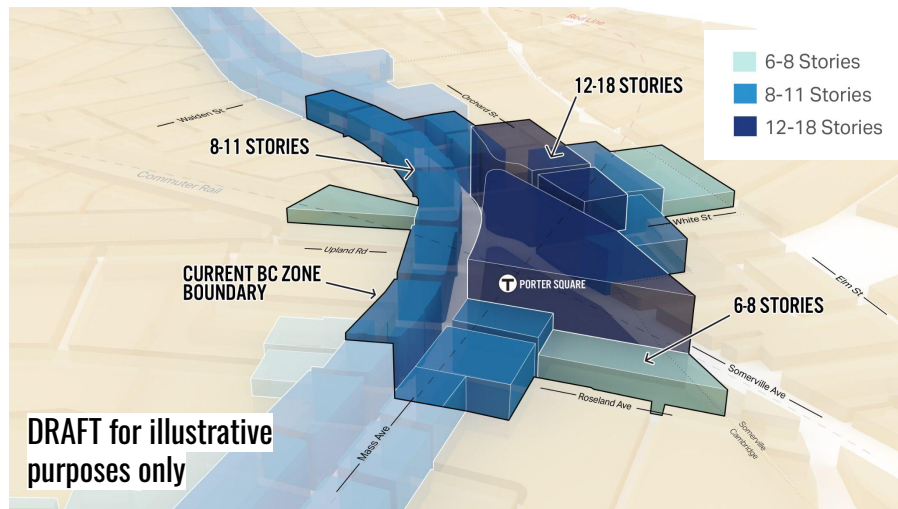 Red Line
6-8 Stories
8-11 Stories
12-18 Stories
12-18 STORIES
Orchard St
Walden St
8-11 STORIES
Commuter Rail
White St
Upland Rd
Elm St
CURRENT BC ZONE
BOUNDARY
T PORTER SQUARE
6-8 STORIES
Somerville Ave
Roseland Ave
Mass Ave
Somerville
Cambridge
DRAFT for illustrative
purposes only